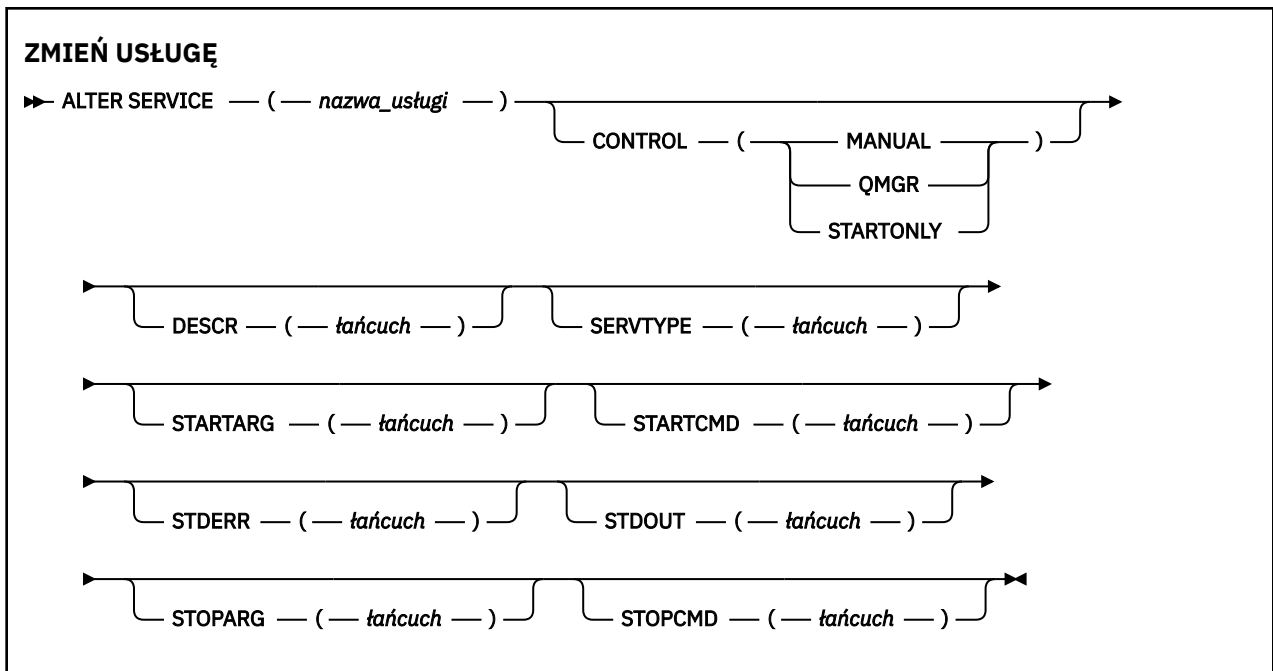 ZMIEŃ USŁUGĘ
ALTER SERVICE ( nazwa_usługi )
CONTROL ( MANUAL )
QMGR
STARTONLY
DESCR ( łańcuch ) SERVTYPE ( łańcuch )
STARTARG ( łańcuch ) STARTCMD ( łańcuch )
STDERR ( łańcuch ) STDOUT ( łańcuch )
STOPARG ( łańcuch ) STOPCMD ( łańcuch )